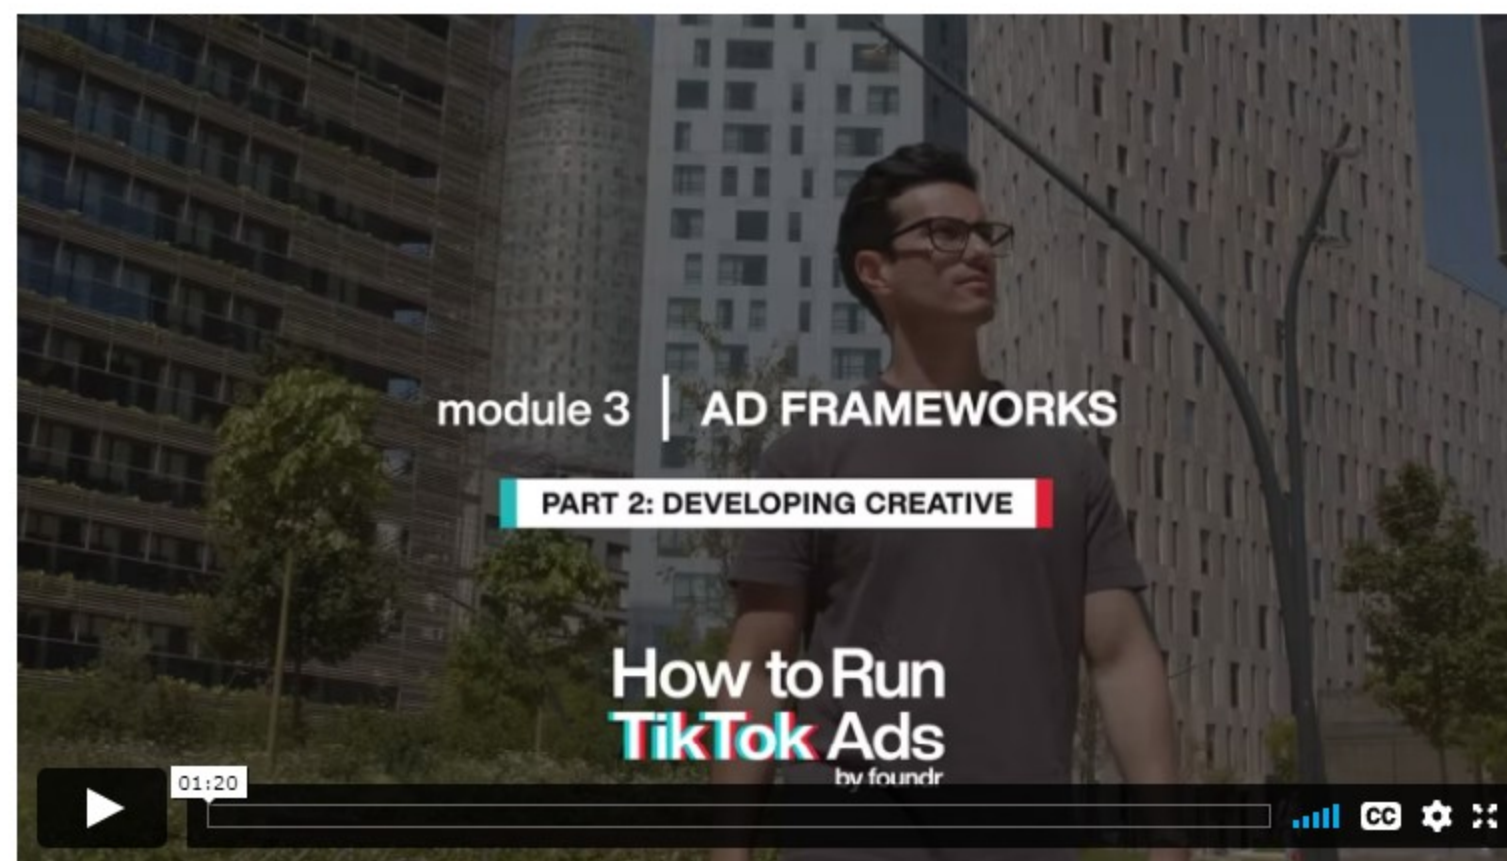 module 3 | AD FRAMEWORKS
PART 2: DEVELOPING CREATIVE
How to Run
TikTok Ads
by foundr
01:20
CC